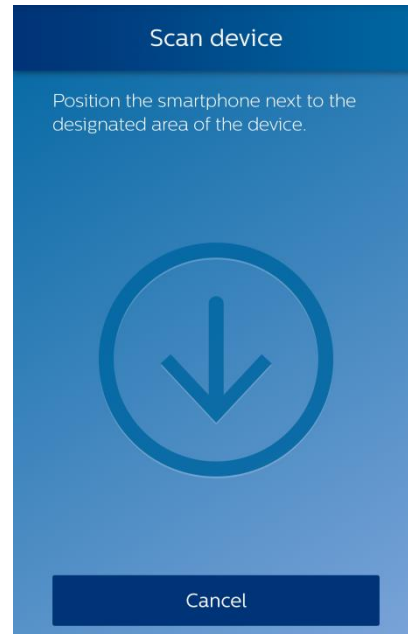 Scan device
Position the smartphone next to the
designated area of the device.
Cancel